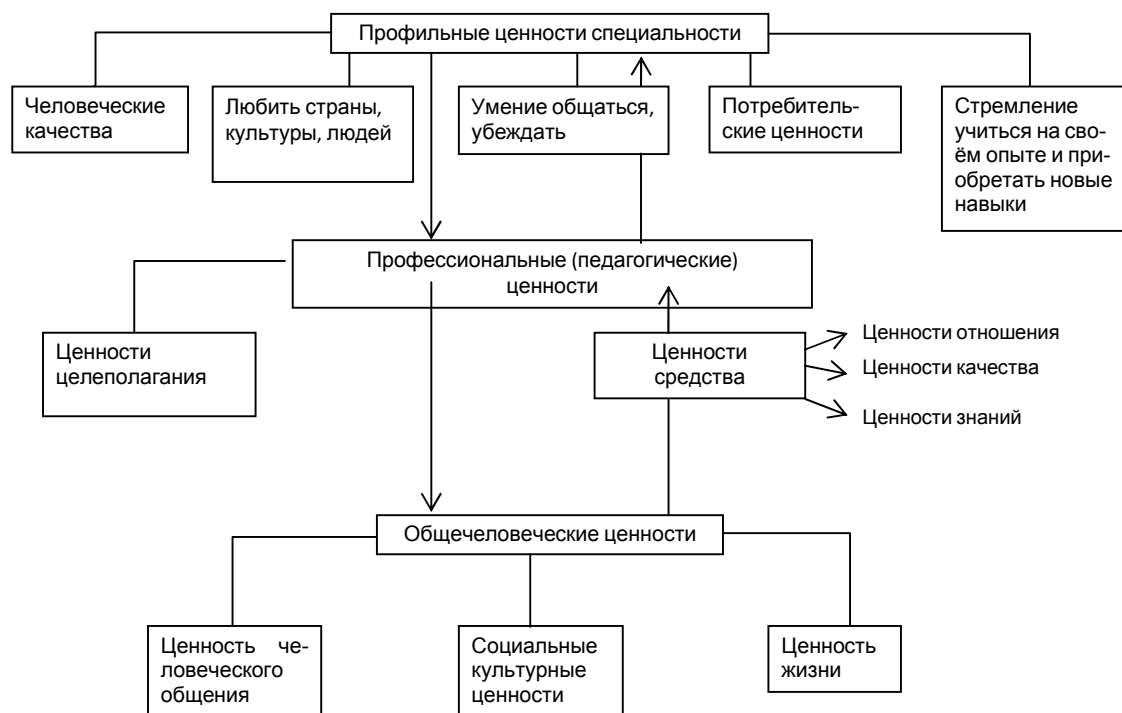 Профильные ценности специальности
Человеческие
качества
Любить страны,
культуры, людей
Умение общаться,
убеждать
Потребитель-
ские ценности
Стремление
учиться на сво-
ём опыте и при-
обретать новые
навыки
Профессиональные (педагогические)
ценности
Ценности
целеполагания
Ценности
средства
Ценности отношения
Ценности качества
Ценности знаний
Общечеловеческие ценности
Ценность че-
ловеческого
общения
Социальные
культурные
ценности
Ценность
жизни